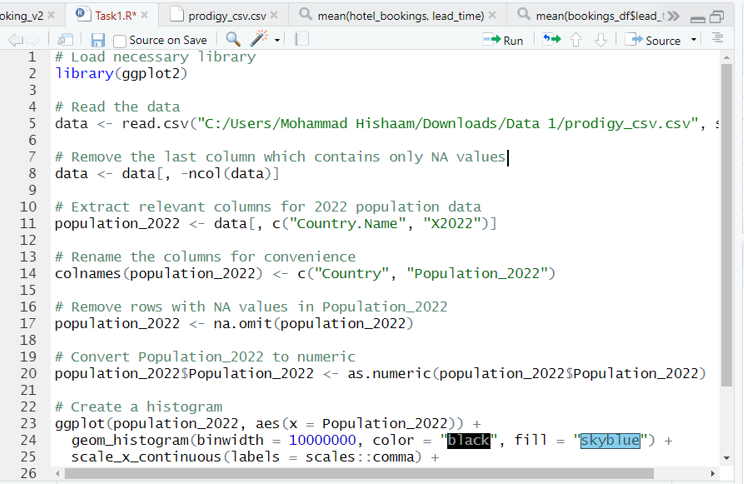 oking_v2 × Task1.R* × prodigy_csv.csv × mean(hotel_bookings, lead_time) × mean(bookings_df$lead_
Source on Save Run Source
1 # Load necessary library
2 library(ggplot2)
3
4 # Read the data
5 data <- read.csv("C:/Users/Mohammad Hishaam/Downloads/Data 1/prodigy_csv.csv", s
6
7 # Remove the last column which contains only NA values
8 data <- data[, -ncol(data)]
9
10 # Extract relevant columns for 2022 population data
11 population_2022 <- data[, c("Country.Name", "X2022")]
12
13 # Rename the columns for convenience
14 colnames(population_2022) <- c("Country", "Population_2022")
15
16 # Remove rows with NA values in Population_2022
17 population_2022 <- na.omit(population_2022)
18
19 # Convert Population_2022 to numeric
20 population_2022$Population_2022 <- as.numeric(population_2022$Population_2022)
21
22 # Create a histogram
23 ggplot(population_2022, aes(x = Population_2022)) +
24 geom_histogram(binwidth = 10000000, color = "black", fill = "skyblue") +
25 scale_x_continuous(labels = scales::comma) +
26